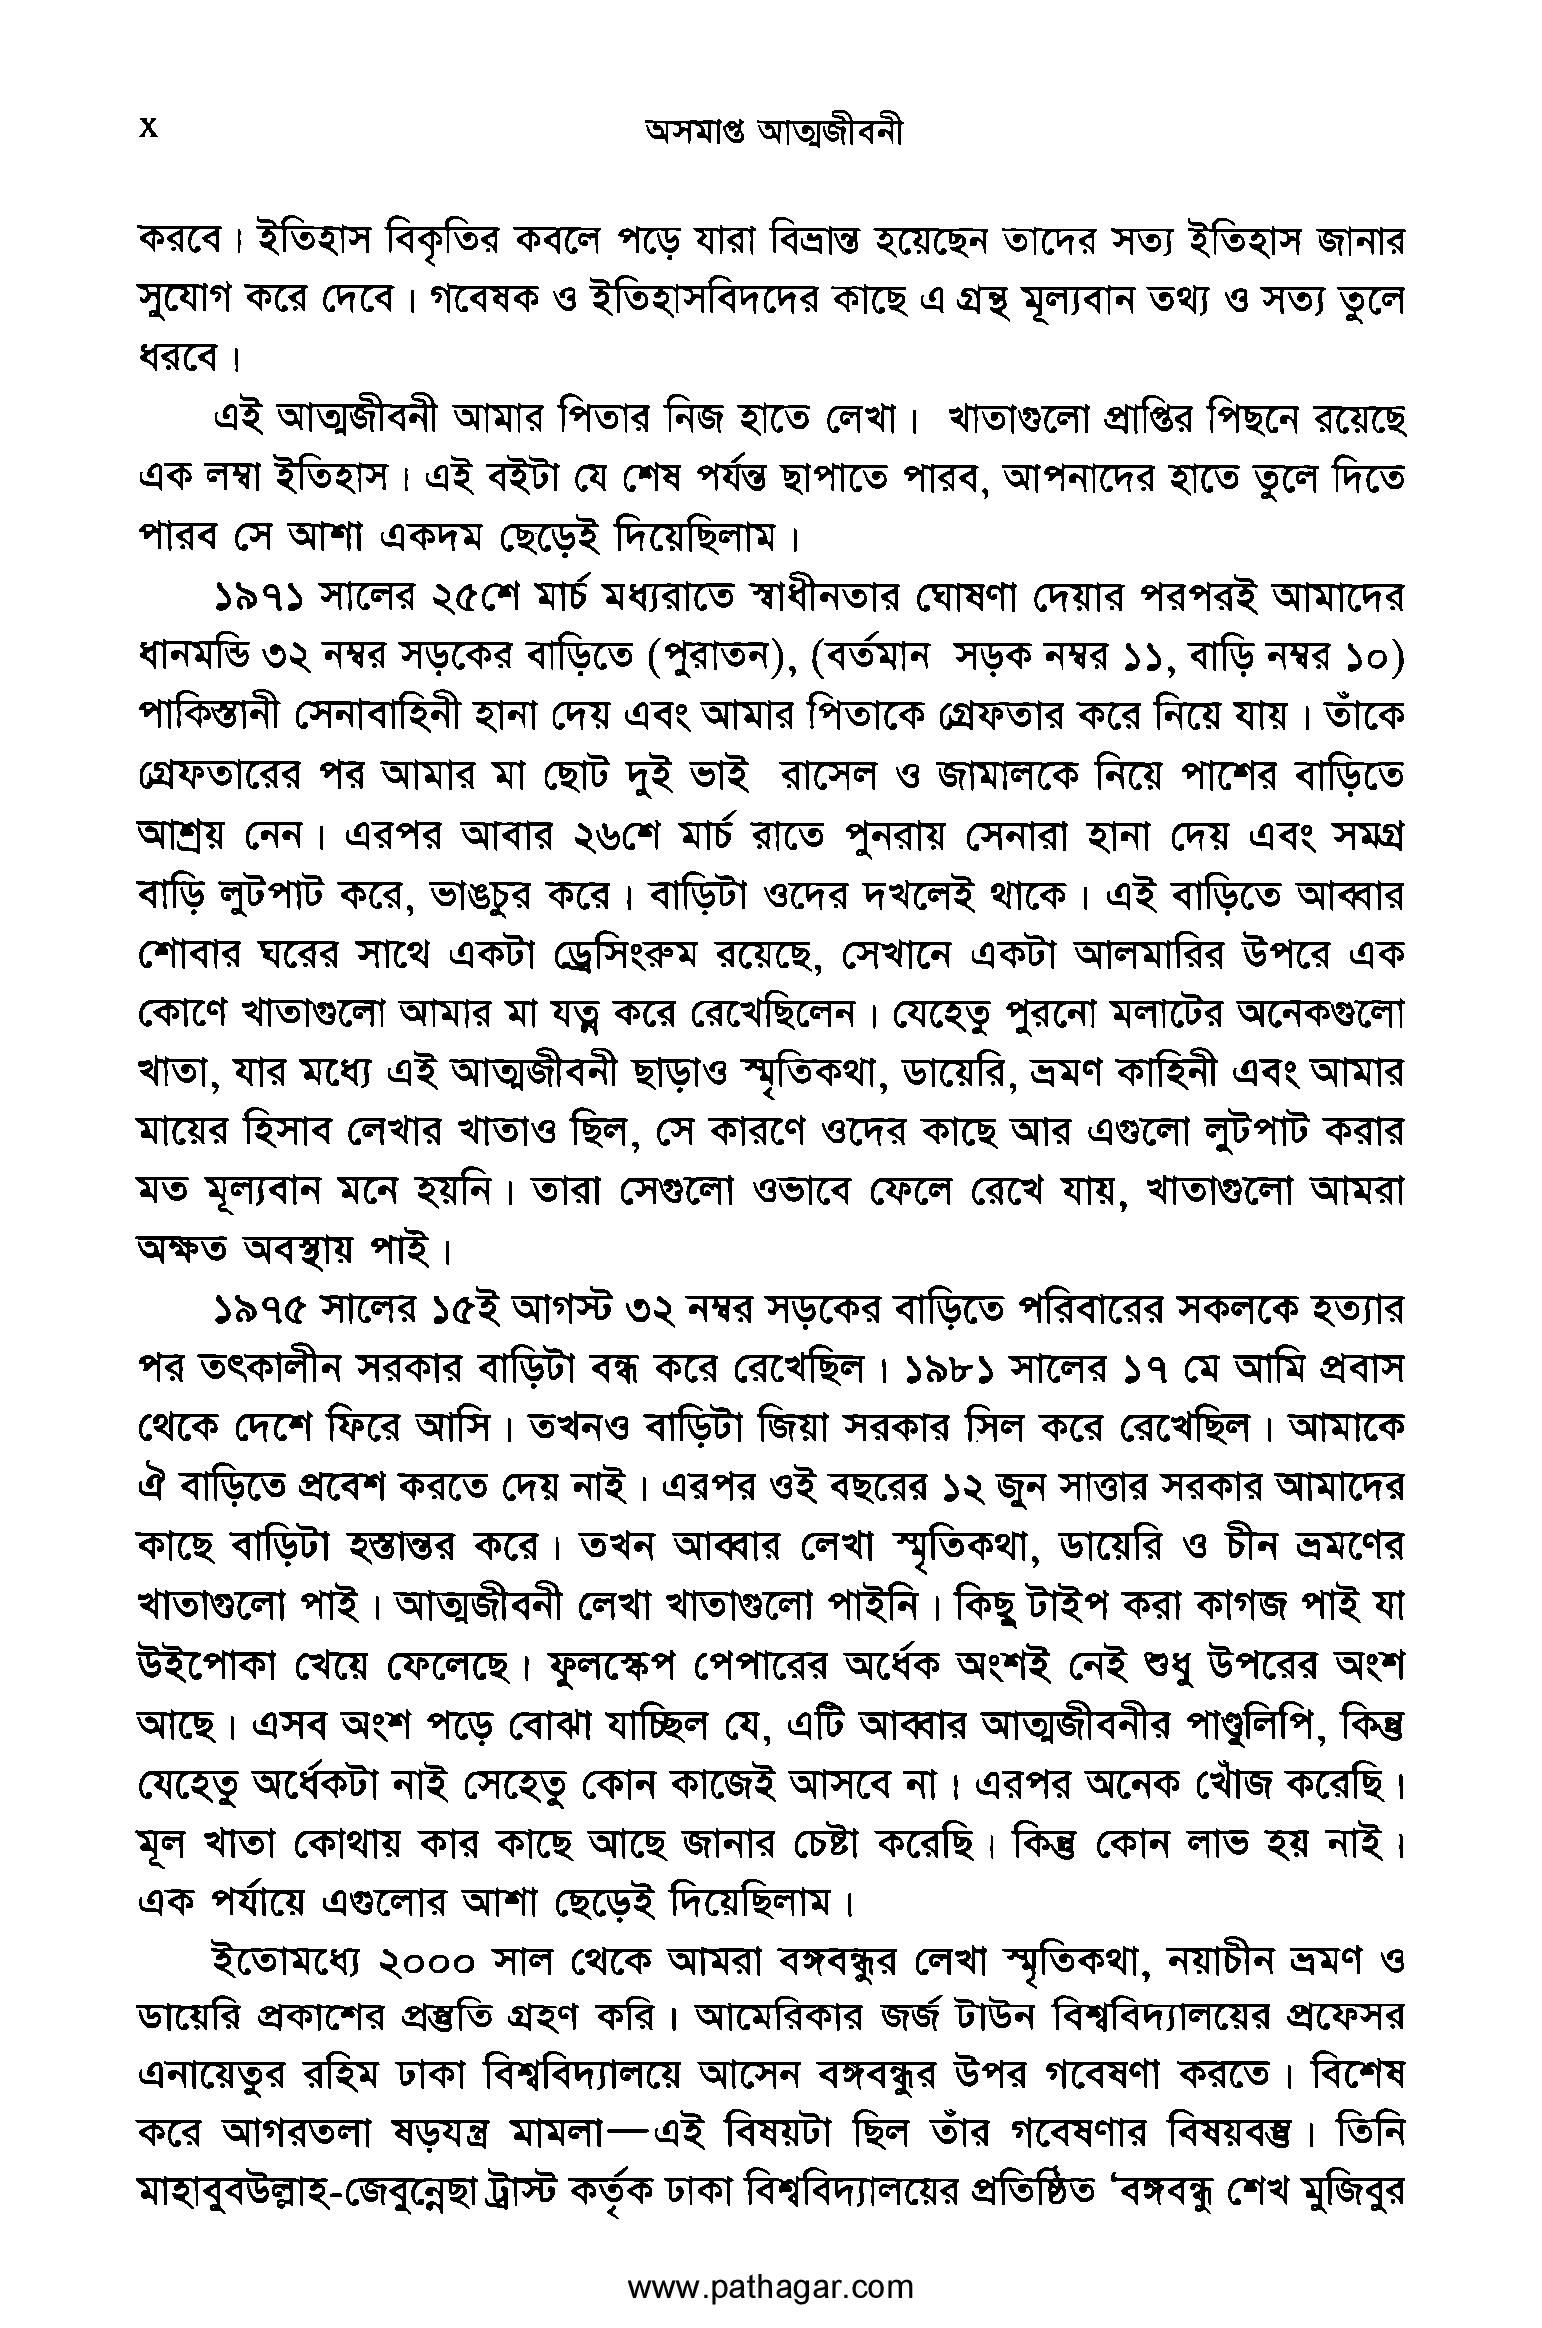 x
অসমাপ্ত আত্মজীবনী
করবে। ইতিহাস বিকৃতির কবলে পড়ে যারা বিভ্রান্ত হয়েছেন তাদের সত্য ইতিহাস জানার
সুযোগ করে দেবে। গবেষক ও ইতিহাসবিদদের কাছে এ গ্রন্থ মূল্যবান তথ্য ও সত্য তুলে
ধরবে।
এই আত্মজীবনী আমার পিতার নিজ হাতে লেখা। খাতাগুলো প্রাপ্তির পিছনে রয়েছে
এক লম্বা ইতিহাস। এই বইটা যে শেষ পর্যন্ত ছাপাতে পারব, আপনাদের হাতে তুলে দিতে
পারব সে আশা একদম ছেড়েই দিয়েছিলাম।
১৯৭১ সালের ২৫শে মার্চ মধ্যরাতে স্বাধীনতার ঘোষণা দেয়ার পরপরই আমাদের
ধানমন্ডি ৩২ নম্বর সড়কের বাড়িতে (পুরাতন), (বর্তমান সড়ক নম্বর ১১, বাড়ি নম্বর ১০)
পাকিস্তানী সেনাবাহিনী হানা দেয় এবং আমার পিতাকে গ্রেফতার করে নিয়ে যায়। তাঁকে
গ্রেফতারের পর আমার মা ছোট দুই ভাই রাসেল ও জামালকে নিয়ে পাশের বাড়িতে
আশ্রয় নেন। এরপর আবার ২৬শে মার্চ রাতে পুনরায় সেনারা হানা দেয় এবং সমগ্র
বাড়ি লুটপাট করে, ভাঙচুর করে। বাড়িটা ওদের দখলেই থাকে। এই বাড়িতে আব্বার
শোবার ঘরের সাথে একটা ড্রেসিংরুম রয়েছে, সেখানে একটা আলমারির উপরে এক
কোণে খাতাগুলো আমার মা যত্ন করে রেখেছিলেন। যেহেতু পুরনো মলাটের অনেকগুলো
খাতা, যার মধ্যে এই আত্মজীবনী ছাড়াও স্মৃতিকথা, ডায়েরি, ভ্রমণ কাহিনী এবং আমার
মায়ের হিসাব লেখার খাতাও ছিল, সে কারণে ওদের কাছে আর এগুলো লুটপাট করার
মত মূল্যবান মনে হয়নি। তারা সেগুলো ওভাবে ফেলে রেখে যায়, খাতাগুলো আমরা
অক্ষত অবস্থায় পাই।
১৯৭৫ সালের ১৫ই আগস্ট ৩২ নম্বর সড়কের বাড়িতে পরিবারের সকলকে হত্যার
পর তৎকালীন সরকার বাড়িটা বন্ধ করে রেখেছিল। ১৯৮১ সালের ১৭ মে আমি প্রবাস
থেকে দেশে ফিরে আসি। তখনও বাড়িটা জিয়া সরকার সিল করে রেখেছিল। আমাকে
ঐ বাড়িতে প্রবেশ করতে দেয় নাই। এরপর ওই বছরের ১২ জুন সাত্তার সরকার আমাদের
কাছে বাড়িটা হস্তান্তর করে। তখন আব্বার লেখা স্মৃতিকথা, ডায়েরি ও চীন ভ্রমণের
খাতাগুলো পাই। আত্মজীবনী লেখা খাতাগুলো পাইনি। কিছু টাইপ করা কাগজ পাই যা
উইপোকা খেয়ে ফেলেছে। ফুলস্কেপ পেপারের অর্ধেক অংশই নেই শুধু উপরের অংশ
আছে। এসব অংশ পড়ে বোঝা যাচ্ছিল যে, এটি আব্বার আত্মজীবনীর পাণ্ডুলিপি, কিন্তু
যেহেতু অর্ধেকটা নাই সেহেতু কোন কাজেই আসবে না। এরপর অনেক খোঁজ করেছি।
মূল খাতা কোথায় কার কাছে আছে জানার চেষ্টা করেছি। কিন্তু কোন লাভ হয় নাই।
এক পর্যায়ে এগুলোর আশা ছেড়েই দিয়েছিলাম।
ইতোমধ্যে ২০০০ সাল থেকে আমরা বঙ্গবন্ধুর লেখা স্মৃতিকথা, নয়াচীন ভ্রমণ ও
ডায়েরি প্রকাশের প্রস্তুতি গ্রহণ করি। আমেরিকার জর্জ টাউন বিশ্ববিদ্যালয়ের প্রফেসর
এনায়েতুর রহিম ঢাকা বিশ্ববিদ্যালয়ে আসেন বঙ্গবন্ধুর উপর গবেষণা করতে। বিশেষ
করে আগরতলা ষড়যন্ত্র মামলা—এই বিষয়টা ছিল তাঁর গবেষণার বিষয়বস্তু। তিনি
মাহাবুবউল্লাহ-জেবুন্নেছা ট্রাস্ট কর্তৃক ঢাকা বিশ্ববিদ্যালয়ের প্রতিষ্ঠিত ‘বঙ্গবন্ধু শেখ মুজিবুর
www.pathagar.com